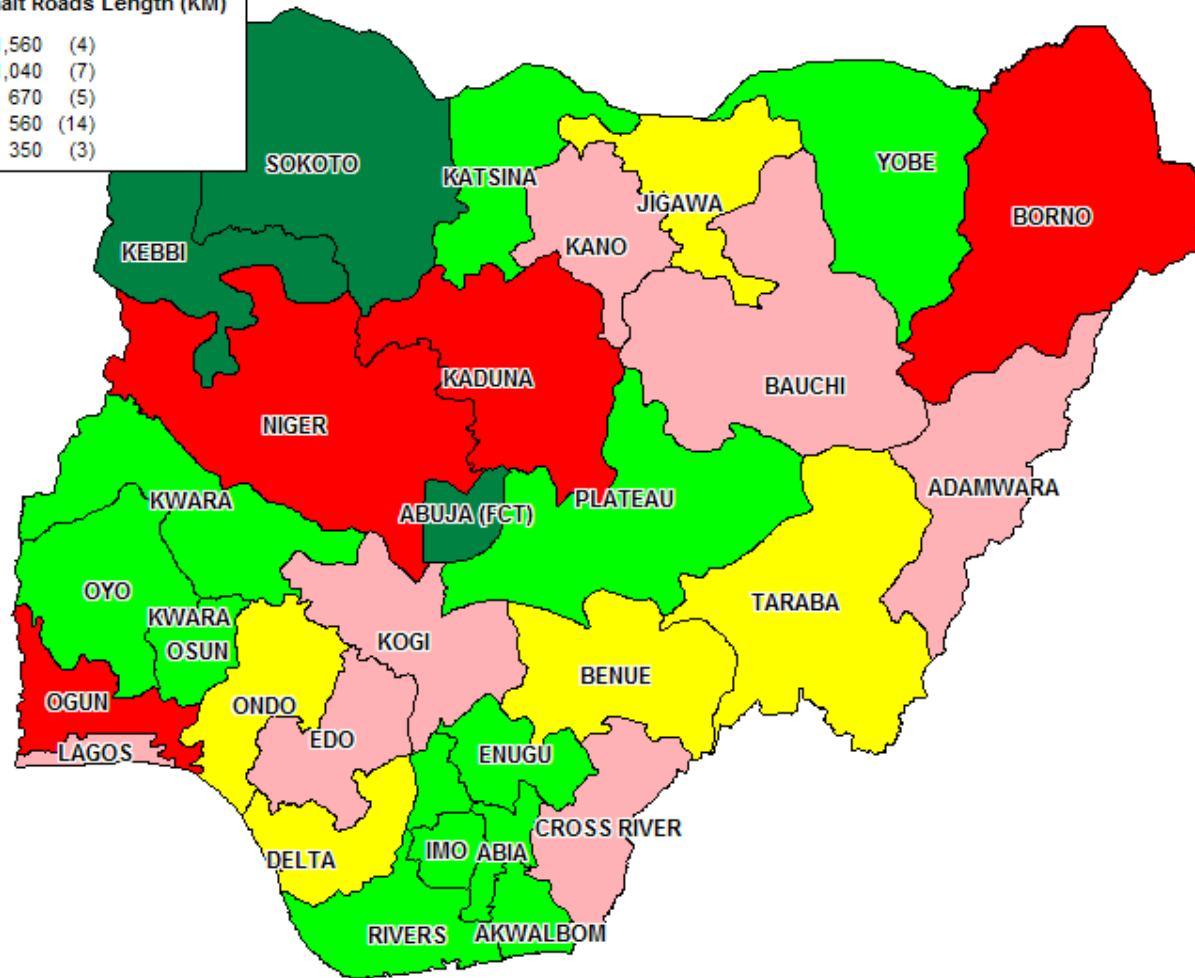 Roads Length (KM)
,560 (4)
,040 (7)
670 (5)
560 (14)
350 (3)
SOKOTO
KATSINA
YOBE
JIGAWA
BORNO
KEBBI
KANO
KADUNA
BAUCHI
NIGER
ADAMWARA
KWARA
PLATEAU
ABUJA (FCT)
OYO
TARABA
KWARA
KOGI
OSUN
BENUE
OGUN
ONDO
EDO
LAGOS
ENUGU
CROSS RIVER
DELTA
IMO
ABIA
RIVERS
AKWALBOM